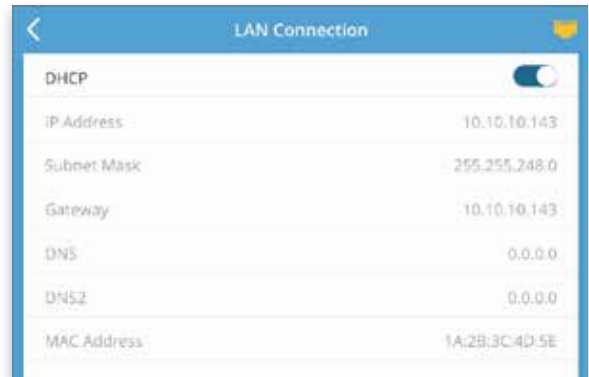 LAN Connection
DHCP
IP Address 10.10.10.143
Subnet Mask 255.255.248.0
Gateway 10.10.10.143
DNS 0.0.0.0
DNS2 0.0.0.0
MAC Address 1A:2B:3C:4D:5E